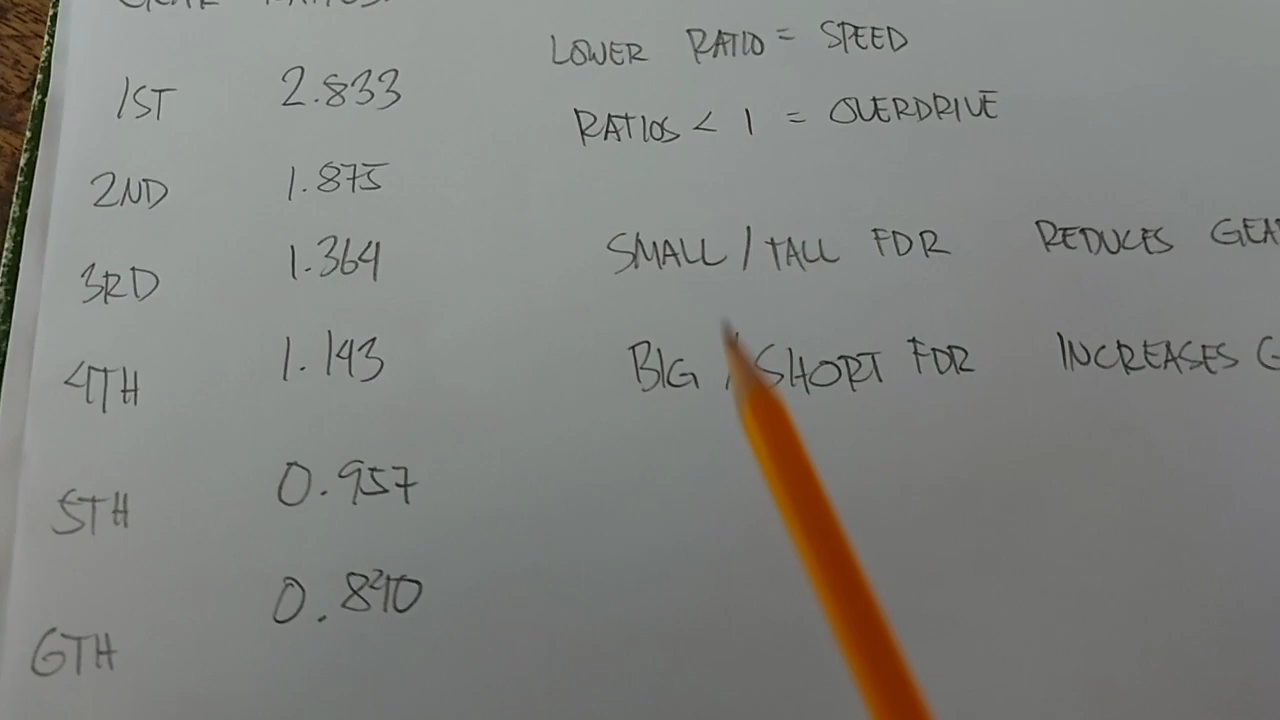 1ST 2.833
2ND 1.875
3RD 1.364
4TH 1.143
5TH 0.957
6TH 0.840
LOWER RATIO = SPEED
RATIOS < 1 = OVERDRIVE
SMALL / TALL FDR REDUCES
BIG / SHORT FDR INCREASES